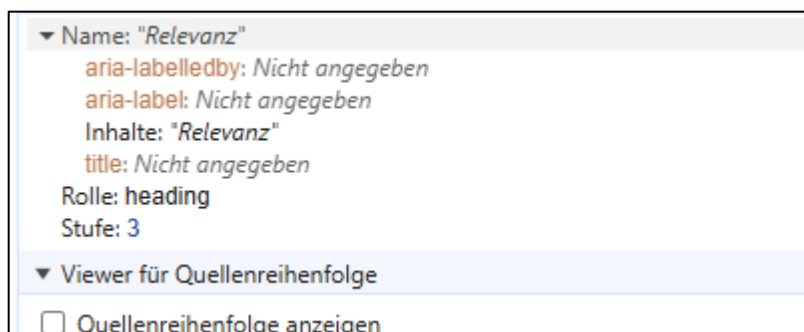 Name: "Relevanz"
aria-labelledby: Nicht angegeben
aria-label: Nicht angegeben
Inhalte: "Relevanz"
title: Nicht angegeben
Rolle: heading
Stufe: 3
Viewer für Quellenreihenfolge
Quellenreihenfolge anzeigen